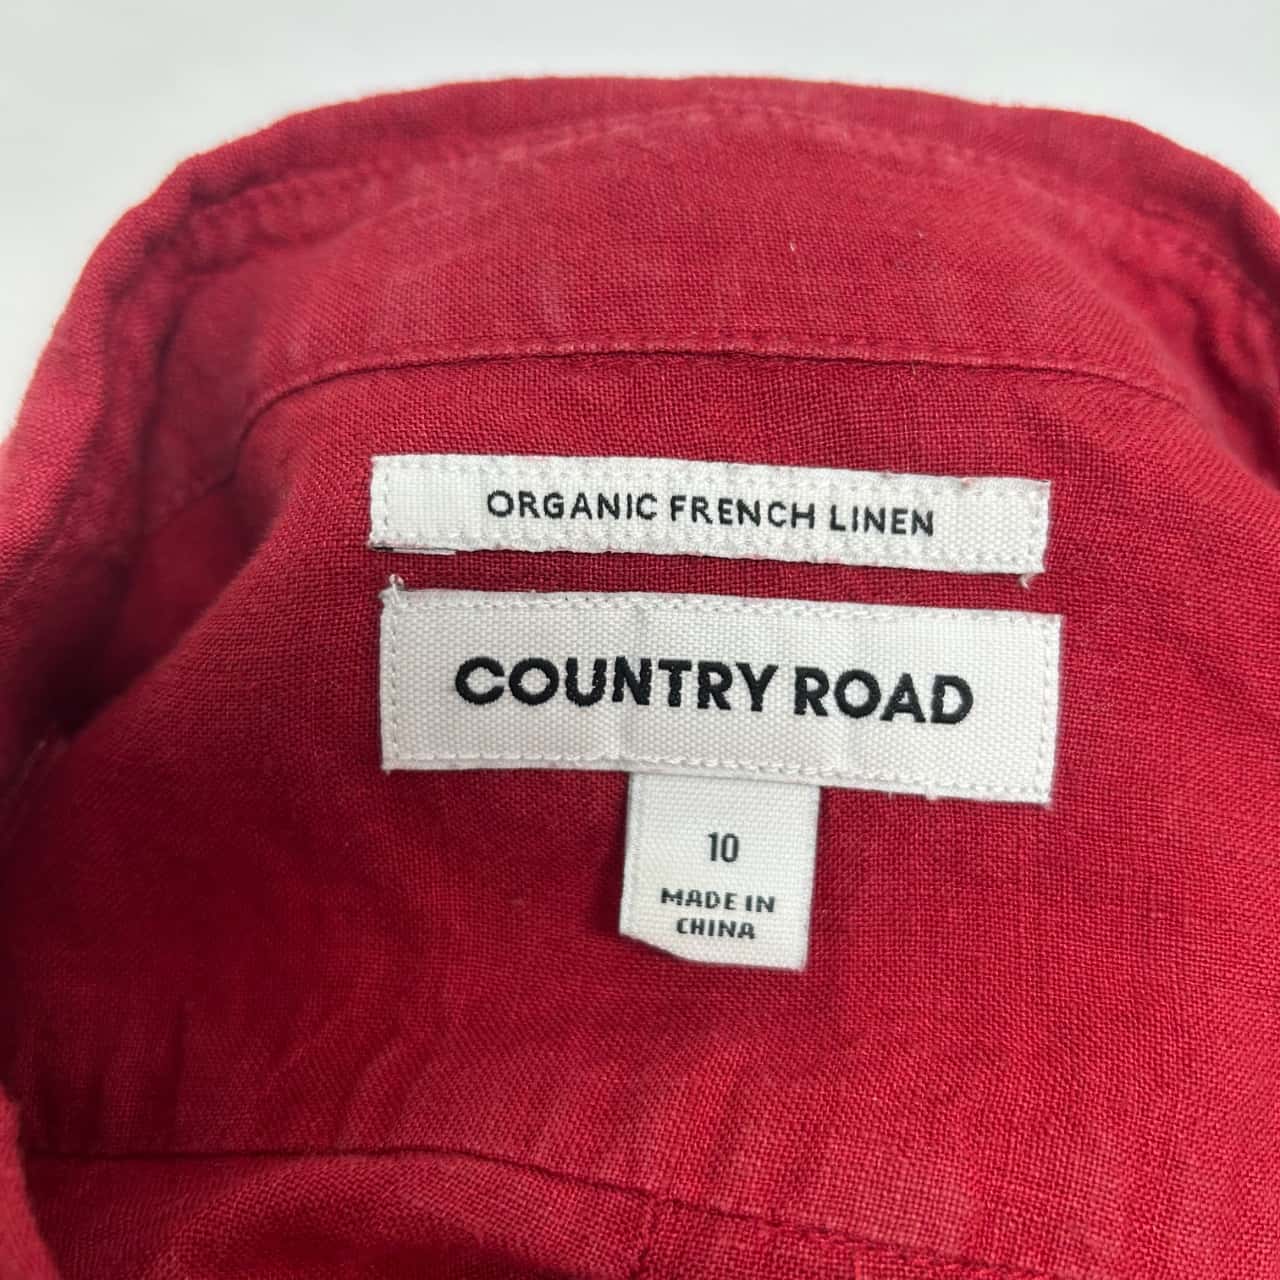 ORGANIC FRENCH LINEN
COUNTRY ROAD
10
MADE IN
CHINA